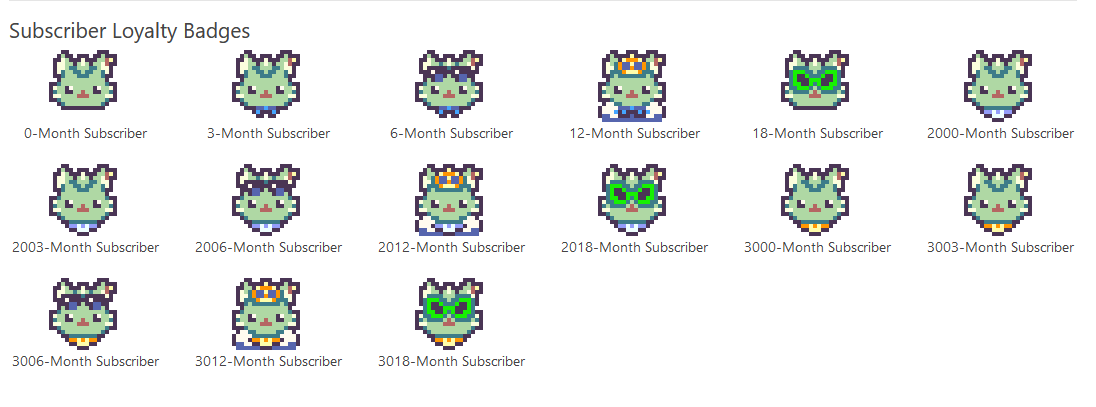 Subscriber Loyalty Badges
0-Month Subscriber
3-Month Subscriber
6-Month Subscriber
12-Month Subscriber
18-Month Subscriber
2000-Month Subscriber
2003-Month Subscriber
2006-Month Subscriber
2012-Month Subscriber
2018-Month Subscriber
3000-Month Subscriber
3003-Month Subscriber
3006-Month Subscriber
3012-Month Subscriber
3018-Month Subscriber